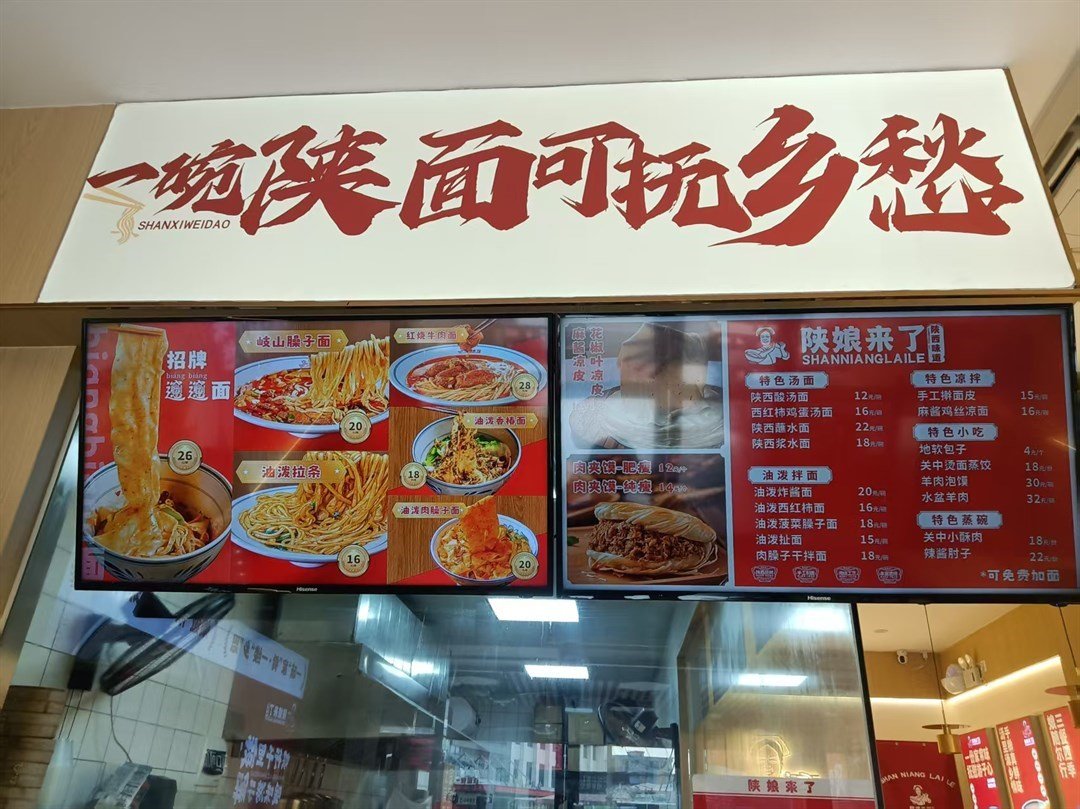 一碗陕面可抚乡愁
SHANXIWEIDAO
招牌
biáng biáng
面
26
岐山臊子面
20
油泼拉条
16
红烧牛肉面
28
油泼香椿面
18
油泼肉臊子面
20
麻酱凉皮
花椒叶凉皮
肉夹馍-肥瘦 12元/个
肉夹馍-纯瘦 14元/个
陕娘来了
陕西味道
SHANNIANGLAILE
特色汤面
陕西酸汤面 12元/碗
西红柿鸡蛋汤面 16元/碗
陕西蘸水面 22元/碗
陕西浆水面 18元/碗
油泼拌面
油泼炸酱面 20元/碗
油泼西红柿面 16元/碗
油泼菠菜臊子面 18元/碗
油泼扯面 15元/碗
肉臊子干拌面 18元/碗
特色凉拌
手工擀面皮 15元/碗
麻酱鸡丝凉面 16元/碗
特色小吃
地软包子 4元/个
关中烫面蒸饺 18元/份
羊肉泡馍 30元/碗
水盆羊肉 32元/碗
特色蒸碗
关中小酥肉 18元/份
辣酱肘子 22元/份
*可免费加面
Hisense
Hisense
陕娘来了
SHAN NIANG LAI LE